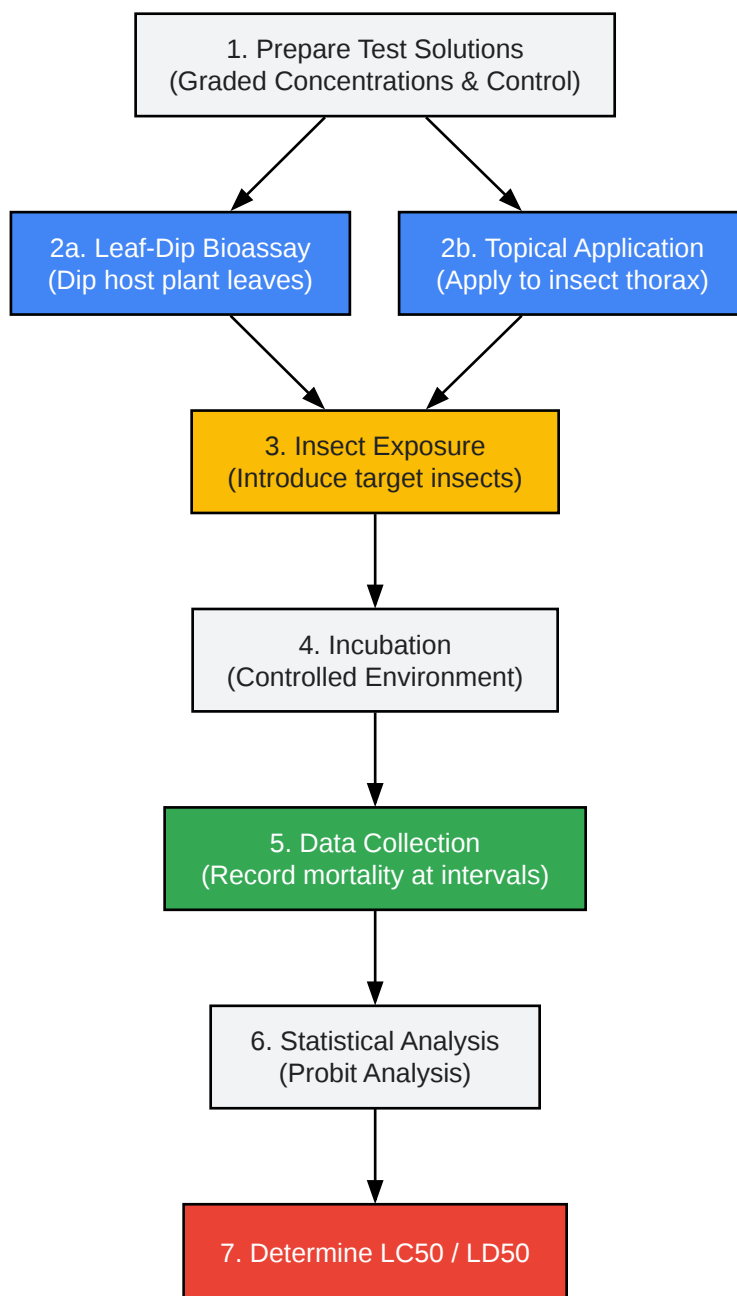 1. Prepare Test Solutions
(Graded Concentrations & Control)
2a. Leaf-Dip Bioassay
(Dip host plant leaves)
2b. Topical Application
(Apply to insect thorax)
3. Insect Exposure
(Introduce target insects)
4. Incubation
(Controlled Environment)
5. Data Collection
(Record mortality at intervals)
6. Statistical Analysis
(Probit Analysis)
7. Determine LC50 / LD50